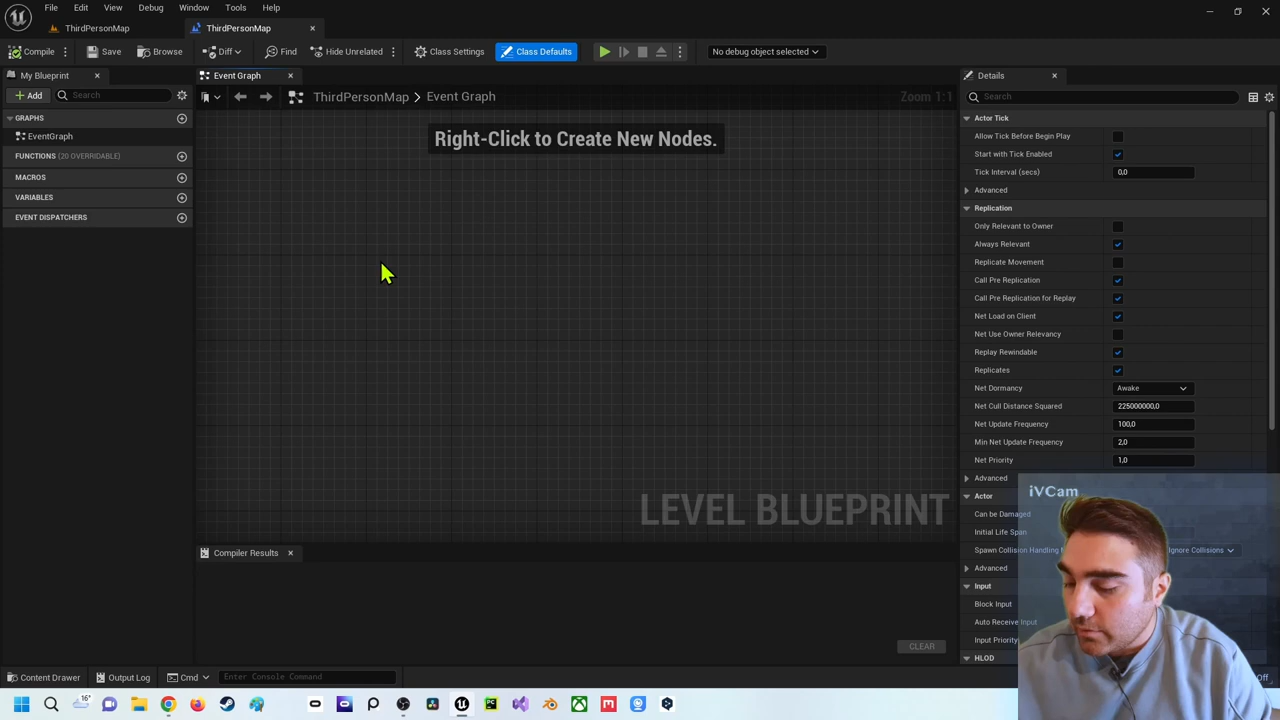 File Edit View Debug Window Tools Help
ThirdPersonMap
ThirdPersonMap
Compile
Save
Browse
Diff
Find
Hide Unrelated
Class Settings
Class Defaults
No debug object selected
My Blueprint
Add
Search
GRAPHS
EventGraph
FUNCTIONS (20 OVERRIDABLE)
MACROS
VARIABLES
EVENT DISPATCHERS
Event Graph
ThirdPersonMap > Event Graph
Zoom 1:1
Right-Click to Create New Nodes.
LEVEL BLUEPRINT
Compiler Results
CLEAR
Details
Search
Actor Tick
Allow Tick Before Begin Play
Start with Tick Enabled
Tick Interval (secs) 0,0
Advanced
Replication
Only Relevant to Owner
Always Relevant
Replicate Movement
Call Pre Replication
Call Pre Replication for Replay
Net Load on Client
Net Use Owner Relevancy
Replay Rewindable
Replicates
Net Dormancy Awake
Net Cull Distance Squared 225000000,0
Net Update Frequency 100,0
Min Net Update Frequency 2,0
Net Priority 1,0
Advanced
iVCam
Actor
Can be Damaged
Initial Life Span
Spawn Collision Handling Ignore Collisions
Advanced
Input
Block Input
Auto Receive Input
Input Priority
HLOD
Content Drawer
Output Log
Cmd
Enter Console Command
Off
16°